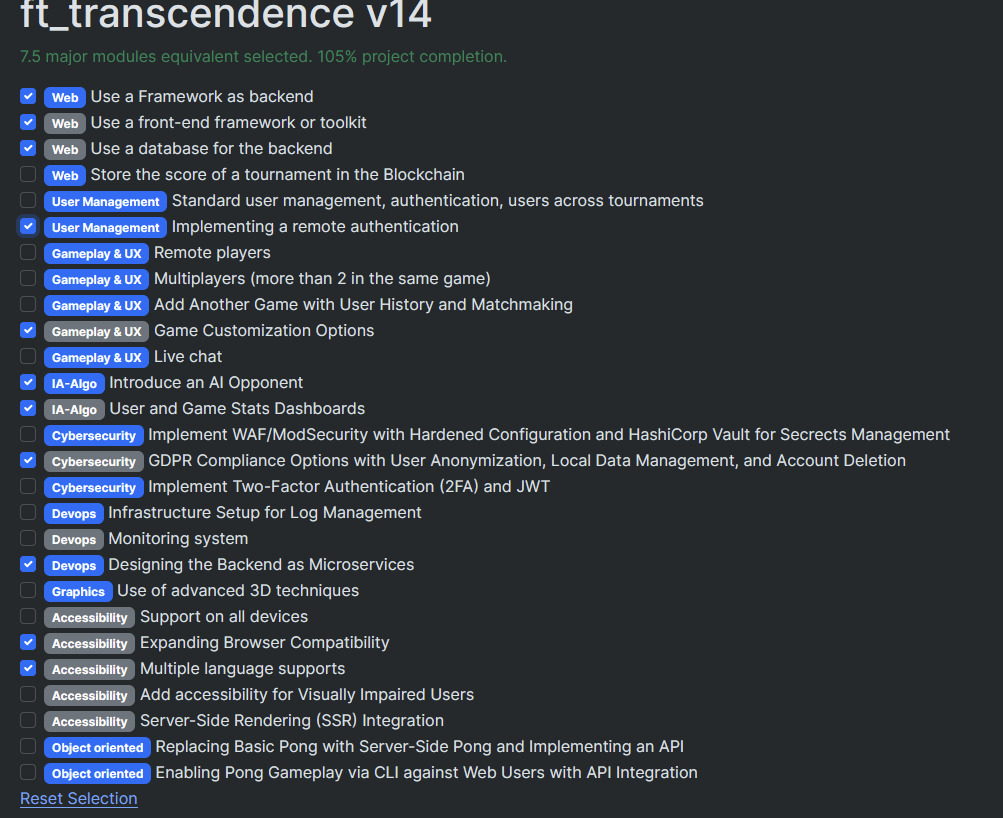 ft_transcendence v14
7.5 major modules equivalent selected. 105% project completion.
Web Use a Framework as backend
Web Use a front-end framework or toolkit
Web Use a database for the backend
Web Store the score of a tournament in the Blockchain
User Management Standard user management, authentication, users across tournaments
User Management Implementing a remote authentication
Gameplay & UX Remote players
Gameplay & UX Multiplayers (more than 2 in the same game)
Gameplay & UX Add Another Game with User History and Matchmaking
Gameplay & UX Game Customization Options
Gameplay & UX Live chat
IA-Algo Introduce an AI Opponent
IA-Algo User and Game Stats Dashboards
Cybersecurity Implement WAF/ModSecurity with Hardened Configuration and HashiCorp Vault for Secrects Management
Cybersecurity GDPR Compliance Options with User Anonymization, Local Data Management, and Account Deletion
Cybersecurity Implement Two-Factor Authentication (2FA) and JWT
Devops Infrastructure Setup for Log Management
Devops Monitoring system
Devops Designing the Backend as Microservices
Graphics Use of advanced 3D techniques
Accessibility Support on all devices
Accessibility Expanding Browser Compatibility
Accessibility Multiple language supports
Accessibility Add accessibility for Visually Impaired Users
Accessibility Server-Side Rendering (SSR) Integration
Object oriented Replacing Basic Pong with Server-Side Pong and Implementing an API
Object oriented Enabling Pong Gameplay via CLI against Web Users with API Integration
Reset Selection